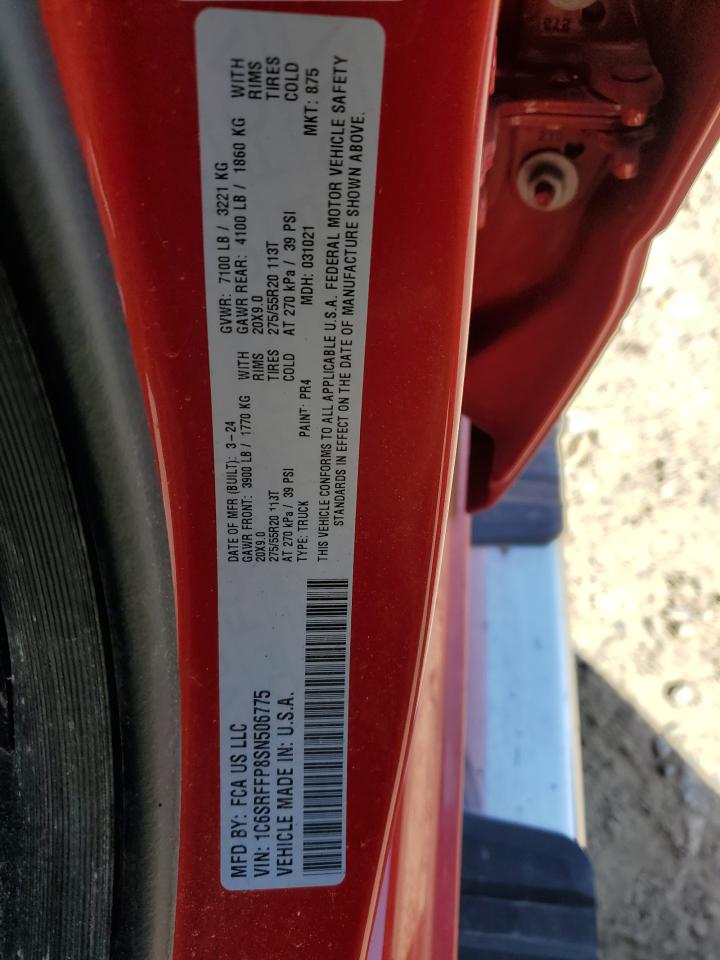 MFD BY: FCA US LLC
VIN: 1C6SRFFP8SN506775
VEHICLE MADE IN: U.S.A.
DATE OF MFR (BUILT): 3-24 GVWR: 7100 LB / 3221 KG
GAWR FRONT: 3900 LB / 1770 KG WITH GAWR REAR: 4100 LB / 1860 KG WITH
20X9.0 RIMS 20X9.0 RIMS
275/55R20 113T TIRES 275/55R20 113T TIRES
AT 270 kPa / 39 PSI COLD AT 270 kPa / 39 PSI COLD
TYPE: TRUCK PAINT: PR4 MDH: 031021 MKT: 875
THIS VEHICLE CONFORMS TO ALL APPLICABLE U.S.A. FEDERAL MOTOR VEHICLE SAFETY
STANDARDS IN EFFECT ON THE DATE OF MANUFACTURE SHOWN ABOVE.